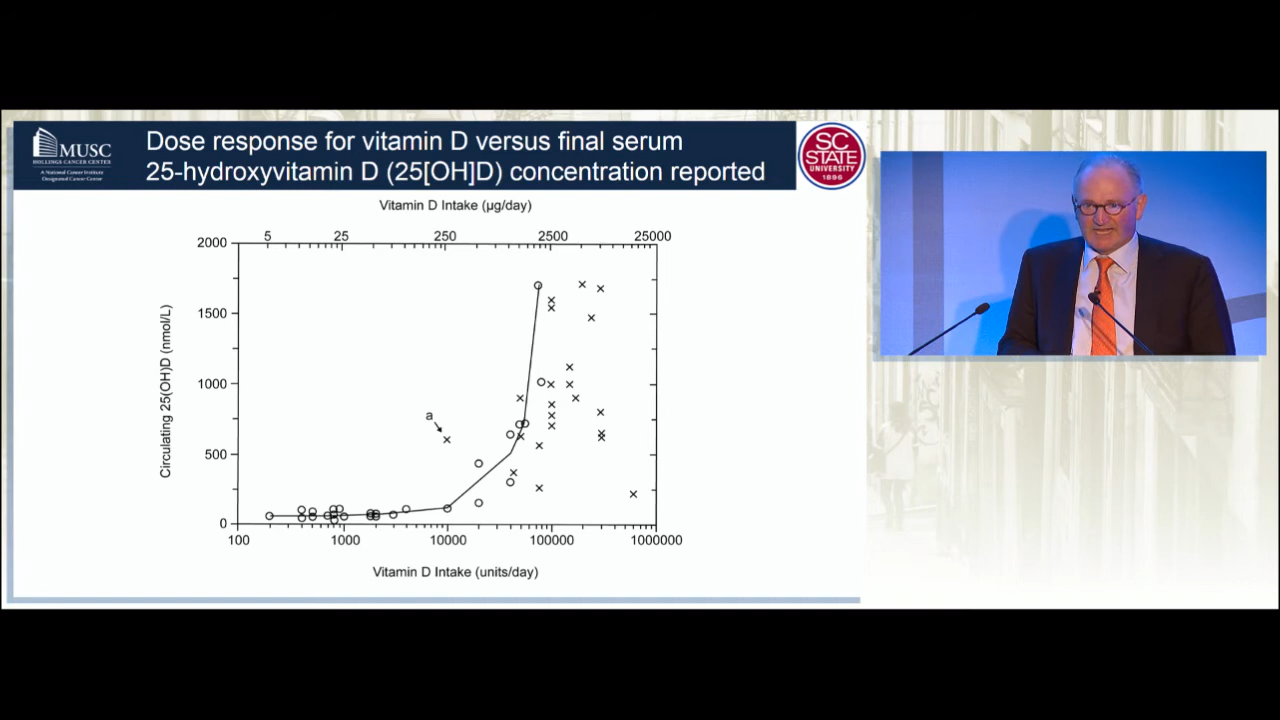 MUSC
HOLLINGS CANCER CENTER
A National Cancer Institute
Designated Cancer Center
Dose response for vitamin D versus final serum
25-hydroxyvitamin D (25[OH]D) concentration reported
SC
STATE
UNIVERSITY
1896
Vitamin D Intake (µg/day)
5 25 250 2500 25000
2000
1500
1000
500
0
Circulating 25(OH)D (nmol/L)
a
100 1000 10000 100000 1000000
Vitamin D Intake (units/day)